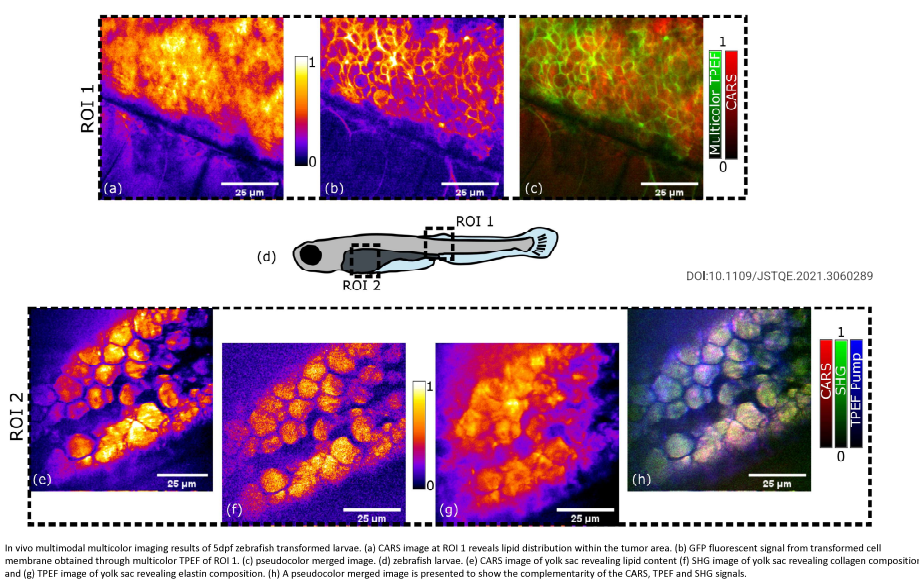 ROI 1
(a)
25 μm
1
0
(b)
25 μm
(c)
25 μm
1
Multicolor TPEF
CARS
0
(d)
ROI 1
ROI 2
DOI:10.1109/JSTQE.2021.3060289
ROI 2
(e)
25 μm
(f)
25 μm
1
0
(g)
25 μm
(h)
25 μm
1
CARS
SHG
TPEF Pump
0
In vivo multimodal multicolor imaging results of 5dpf zebrafish transformed larvae. (a) CARS image at ROI 1 reveals lipid distribution within the tumor area. (b) GFP fluorescent signal from transformed cell
membrane obtained through multicolor TPEF of ROI 1. (c) pseudocolor merged image. (d) zebrafish larvae. (e) CARS image of yolk sac revealing lipid content (f) SHG image of yolk sac revealing collagen compositio
and (g) TPEF image of yolk sac revealing elastin composition. (h) A pseudocolor merged image is presented to show the complementarity of the CARS, TPEF and SHG signals.